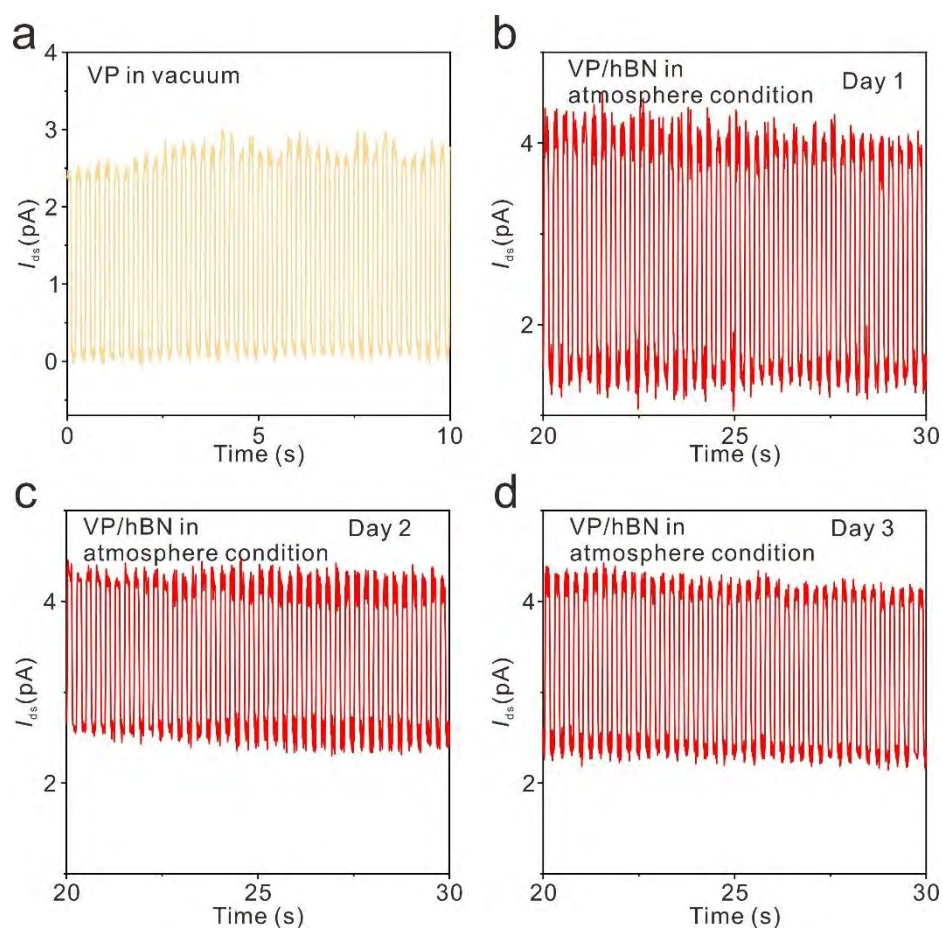 a
4
VP in vacuum
3
2
1
0
I_ds(pA)
0
5
10
Time (s)
b
VP/hBN in
atmosphere condition
Day 1
4
2
I_ds(pA)
20
25
30
Time (s)
c
VP/hBN in
atmosphere condition
Day 2
4
2
I_ds(pA)
20
25
30
Time (s)
d
VP/hBN in
atmosphere condition
Day 3
4
2
I_ds(pA)
20
25
30
Time (s)